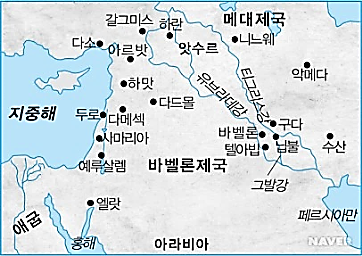 갈그미스
하란
메대제국
다소
아르밧
앗수르
니느웨
악메다
하맛
유브라데강
티그리스강
지중해
두로
다메섹
다드몰
사마리아
바벨론
구다
수산
예루살렘
바벨론제국
텔아빕
닙불
그발강
애굽
엘랏
페르시아만
홍해
아라비아
NAVER